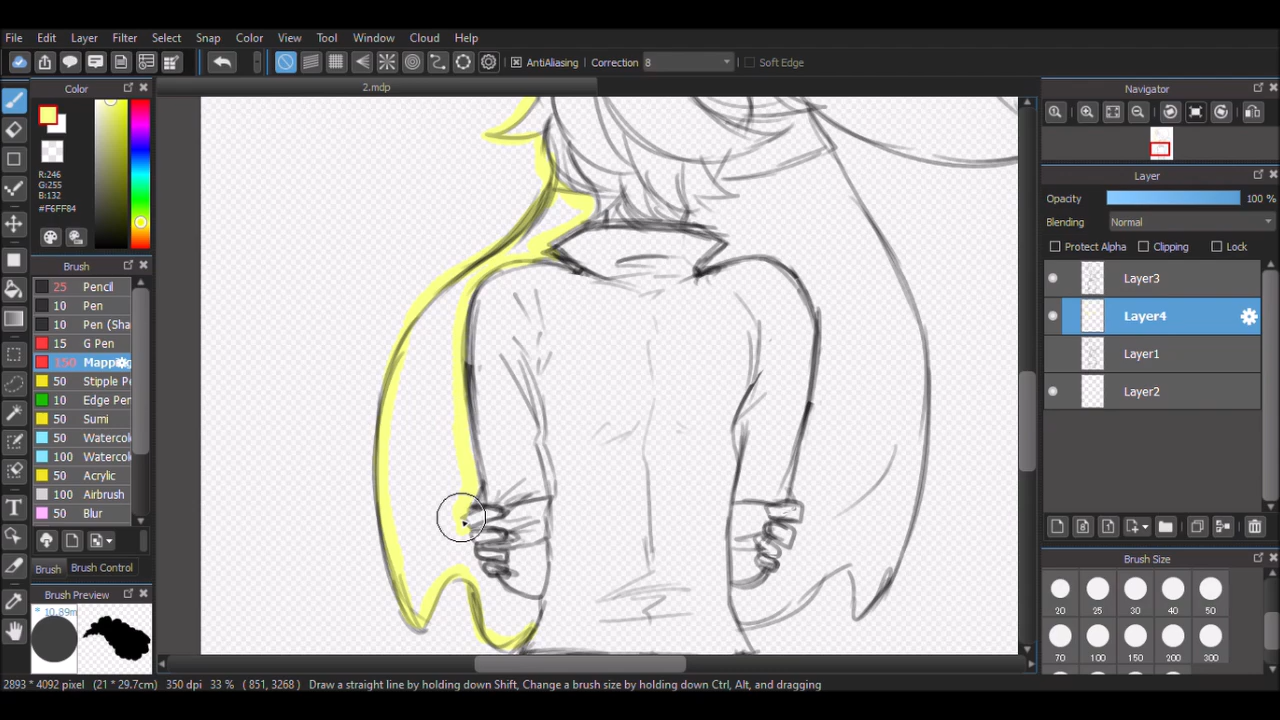 File Edit Layer Filter Select Snap Color View Tool Window Cloud Help
AntiAliasing Correction 8 Soft Edge
Color
2.mdp
Navigator
R:246
G:255
B:132
#F6FF84
Layer
Opacity 100 %
Blending Normal
Protect Alpha Clipping Lock
Layer3
Layer4
Layer1
Layer2
Brush
25 Pencil
10 Pen
10 Pen (Sha
15 G Pen
150 Mapping
50 Stipple Pe
10 Edge Pen
50 Sumi
50 Watercol
100 Watercol
50 Acrylic
100 Airbrush
50 Blur
Brush Brush Control
Brush Preview
* 10.89m
Brush Size
20 25 30 40 50
70 100 150 200 300
2893 * 4092 pixel (21 * 29.7cm) 350 dpi 33 % ( 851, 3268 ) Draw a straight line by holding down Shift, Change a brush size by holding down Ctrl, Alt, and dragging